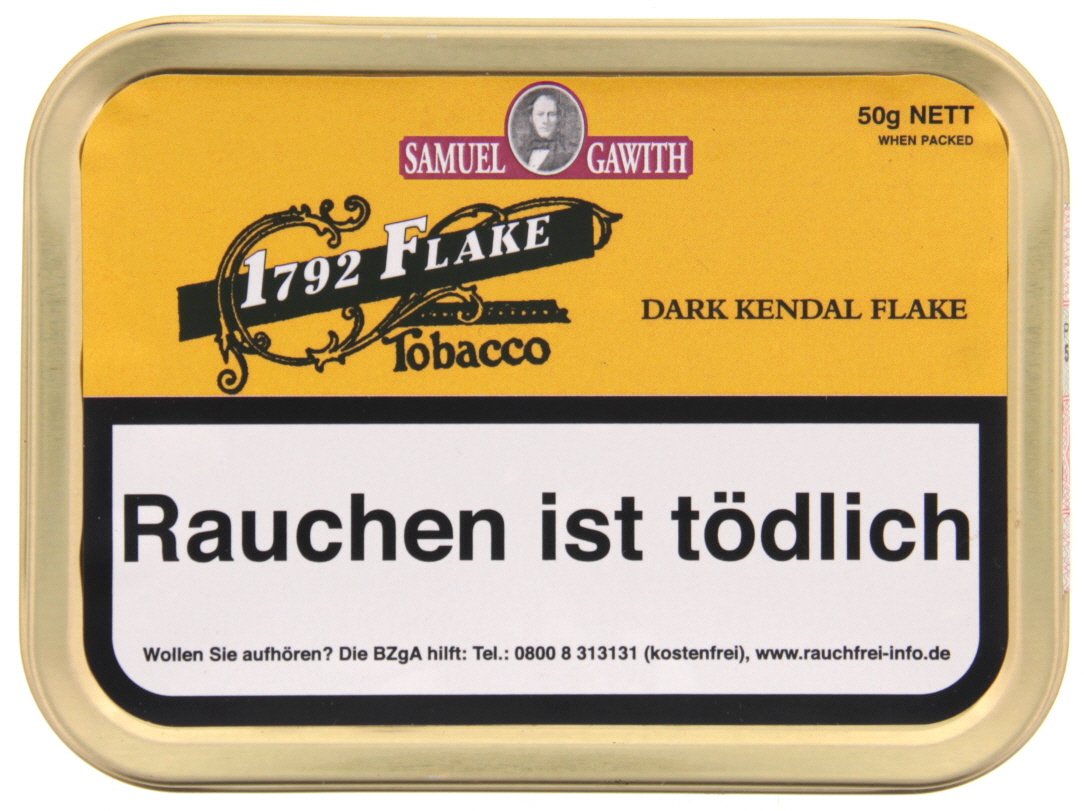 50g NETT
WHEN PACKED
SAMUEL GAWITH
1792 FLAKE
Tobacco
DARK KENDAL FLAKE
Rauchen ist tödlich
Wollen Sie aufhören? Die BZgA hilft: Tel.: 0800 8 313131 (kostenfrei), www.rauchfrei-info.de